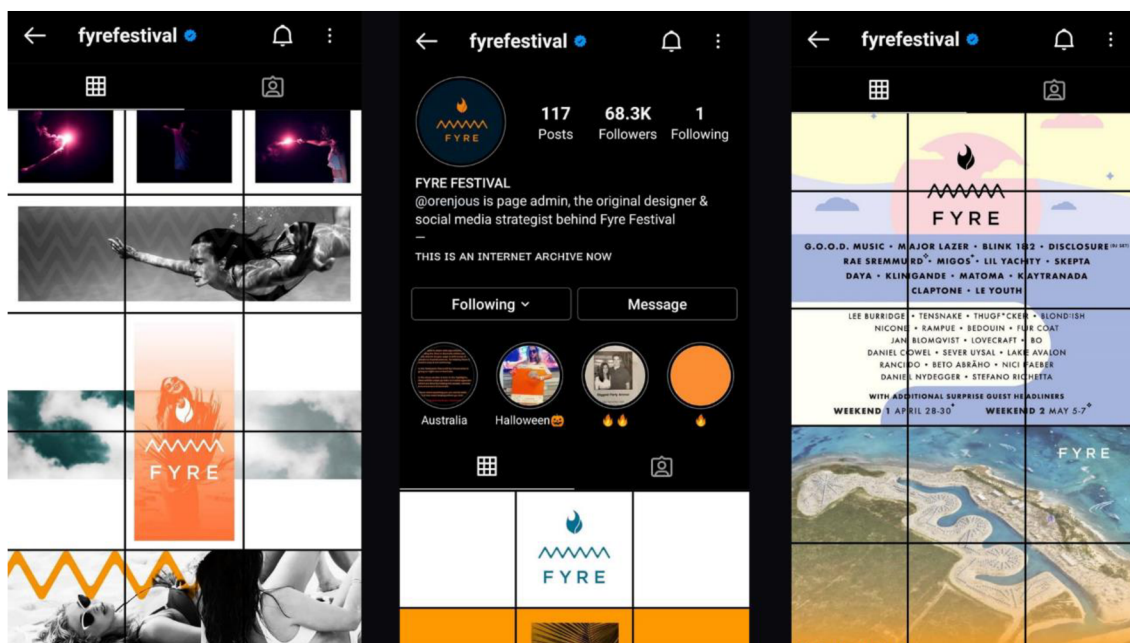 fyrefestival
FYRE
fyrefestival
FYRE
117
Posts
68.3K
Followers
1
Following
FYRE FESTIVAL
@orenjous is page admin, the original designer &
social media strategist behind Fyre Festival
—
THIS IS AN INTERNET ARCHIVE NOW
Following
Message
Australia
Halloween🎃
🔥🔥
🔥
FYRE
fyrefestival
FYRE
G.O.O.D. MUSIC • MAJOR LAZER • BLINK 182 • DISCLOSURE (DJ SET)
RAE SREMMURD • MIGOS • LIL YACHTY • SKEPTA
DAYA • KLINGANDE • MATOMA • KAYTRANADA
CLAPTONE • LE YOUTH
LEE BURRIDGE • TENSNAKE • THUGF*CKER • BLOND:ISH
NICONE • RAMPUE • BEDOUIN • FUR COAT
JAN BLOMQVIST • LOVECRAFT • BO
DANIEL COWEL • SEVER UYSAL • LAKE AVALON
RANCIDO • BETO ABRÃHO • NICI FAEBER
DANIEL NYDEGGER • STEFANO RICHETTA
WITH ADDITIONAL SURPRISE GUEST HEADLINERS
WEEKEND 1 APRIL 28-30 WEEKEND 2 MAY 5-7
FYRE